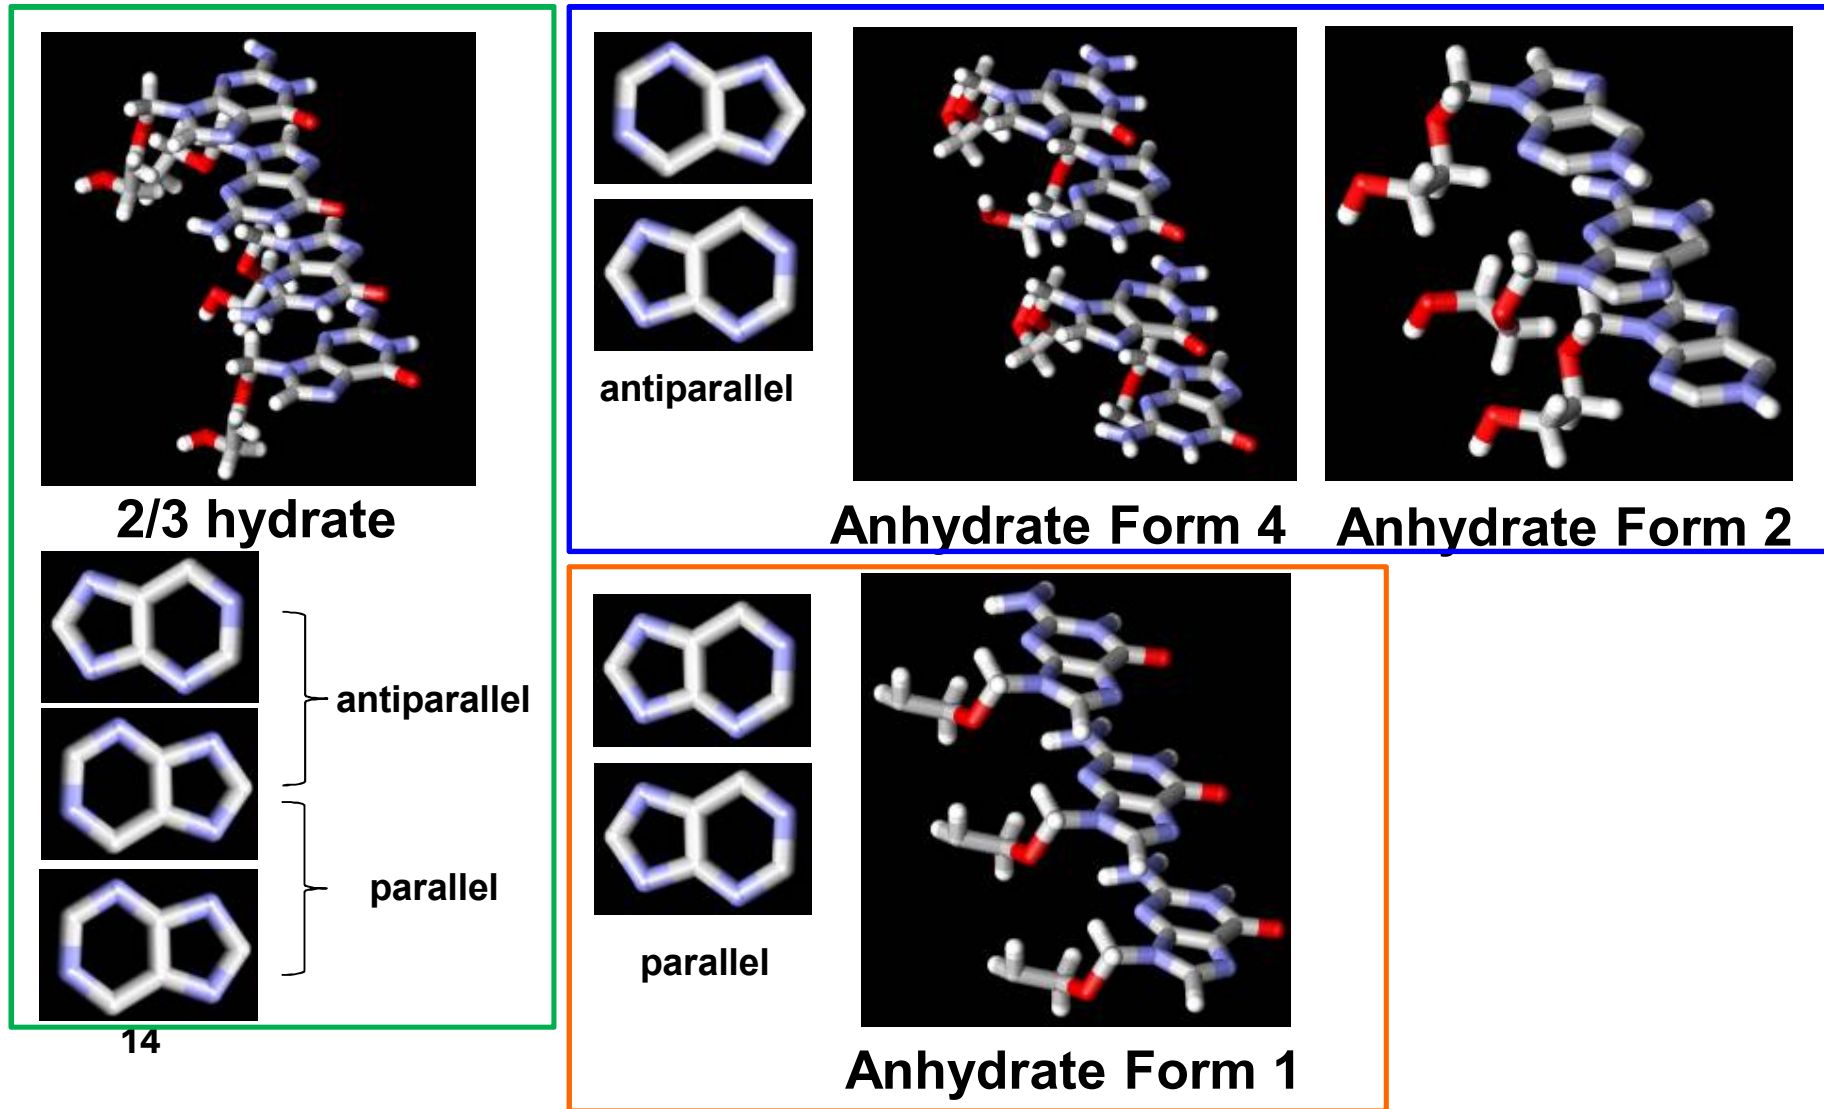 2/3 hydrate
antiparallel
parallel
14
antiparallel
Anhydrate Form 4
Anhydrate Form 2
parallel
Anhydrate Form 1